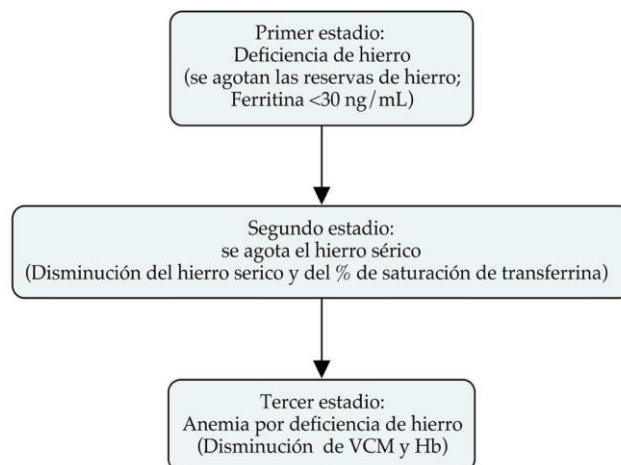 Primer estadio:
Deficiencia de hierro
(se agotan las reservas de hierro;
Ferritina <30 ng/mL)
Segundo estadio:
se agota el hierro sérico
(Disminución del hierro serico y del % de saturación de transferrina)
Tercer estadio:
Anemia por deficiencia de hierro
(Disminución de VCM y Hb)